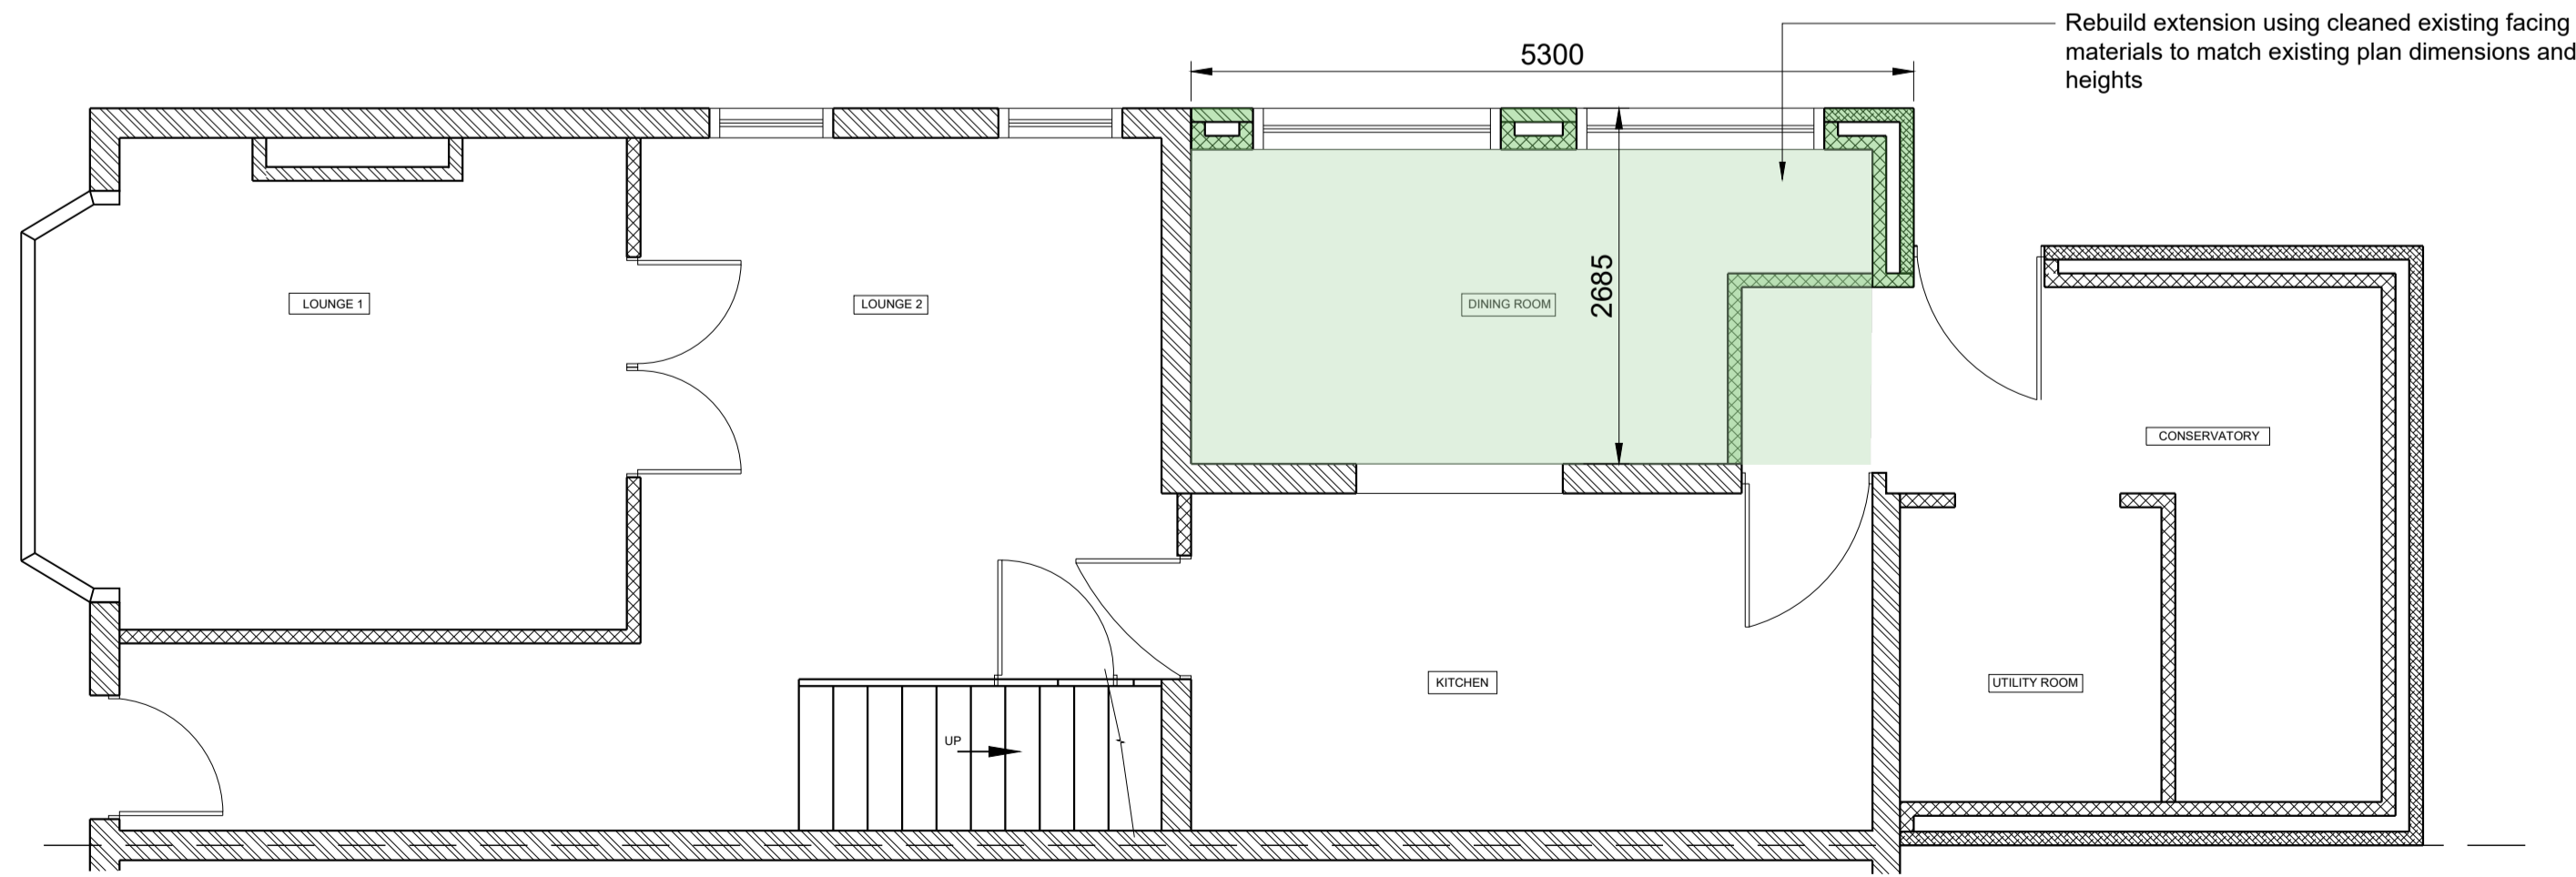 Rebuild extension using cleaned existing facing
materials to match existing plan dimensions and
heights
5300
2685
LOUNGE 1
LOUNGE 2
DINING ROOM
CONSERVATORY
KITCHEN
UTILITY ROOM
UP